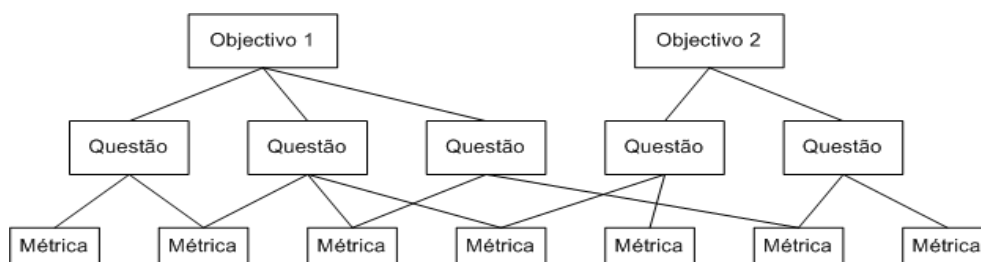 Objectivo 1
Objectivo 2
Questão
Questão
Questão
Questão
Questão
Métrica
Métrica
Métrica
Métrica
Métrica
Métrica
Métrica